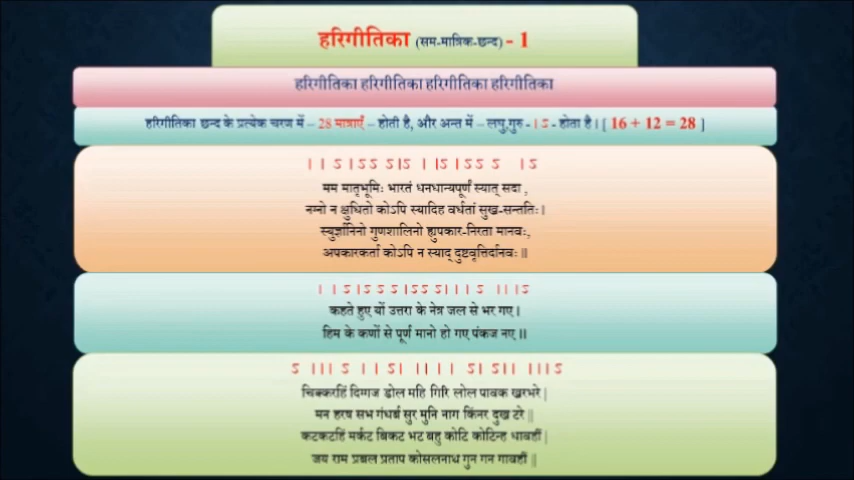 हरिगीतिका (सम-मात्रिक-छन्द) - 1
हरिगीतिका हरिगीतिका हरिगीतिका हरिगीतिका
हरिगीतिका छन्द के प्रत्येक चरण में – 28 मात्राएँ – होती है, और अन्त में – लघु,गुरु - । ऽ - होता है । [ 16 + 12 = 28 ]
। । ऽ । ऽ ऽ ऽ।ऽ । ।ऽ । ऽ ऽ ऽ । ऽ
मम मातृभूमिः भारतं धनधान्यपूर्णं स्यात् सदा ,
नग्नो न क्षुधितो कोऽपि स्यादिह वर्धतां सुख-सन्ततिः ।
स्युर्ज्ञानिनो गुणशालिनो ह्युपकार-निरता मानवः,
अपकारकर्ता कोऽपि न स्याद् दुष्टवृत्तिर्दानवः ॥
। । ऽ ।ऽ ऽ ऽ ।ऽऽ ऽ। । । ऽ ।। ।ऽ
कहते हुए यों उत्तरा के नेत्र जल से भर गए ।
हिम के कणों से पूर्ण मानो हो गए पंकज नए ॥
ऽ ।।। ऽ । । ऽ। ।। । । ऽ। ऽ।। ।।। ऽ
चिक्करहिं दिग्गज डोल महि गिरि लोल पावक खरभरे |
मन हरष सभ गंधर्ब सुर मुनि नाग किंनर दुख टरे ||
कटकटहिं मर्कट बिकट भट बहु कोटि कोटिन्ह धावहीं |
जय राम प्रबल प्रताप कोसलनाथ गुन गन गावहीं ||